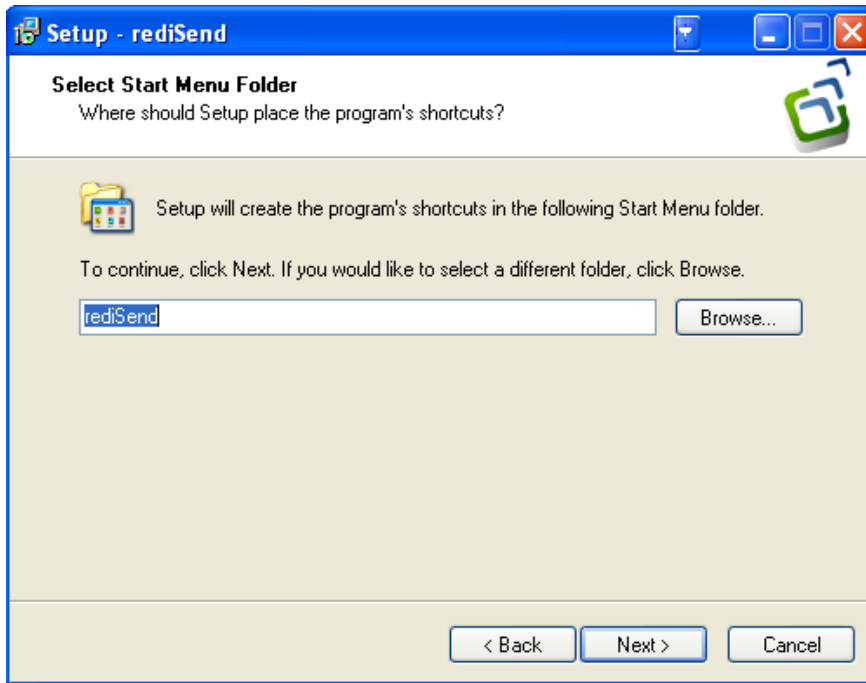 Setup - rediSend
Select Start Menu Folder
Where should Setup place the program's shortcuts?
Setup will create the program's shortcuts in the following Start Menu folder.
To continue, click Next. If you would like to select a different folder, click Browse.
rediSend
Browse...
< Back
Next >
Cancel